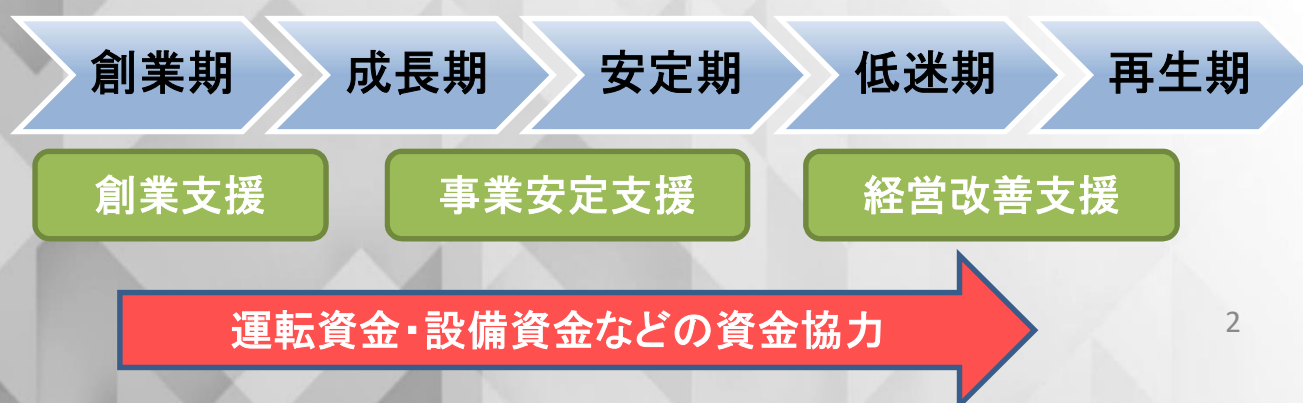 創業期 成長期 安定期 低迷期 再生期
創業支援 事業安定支援 経営改善支援
運転資金・設備資金などの資金協力
2